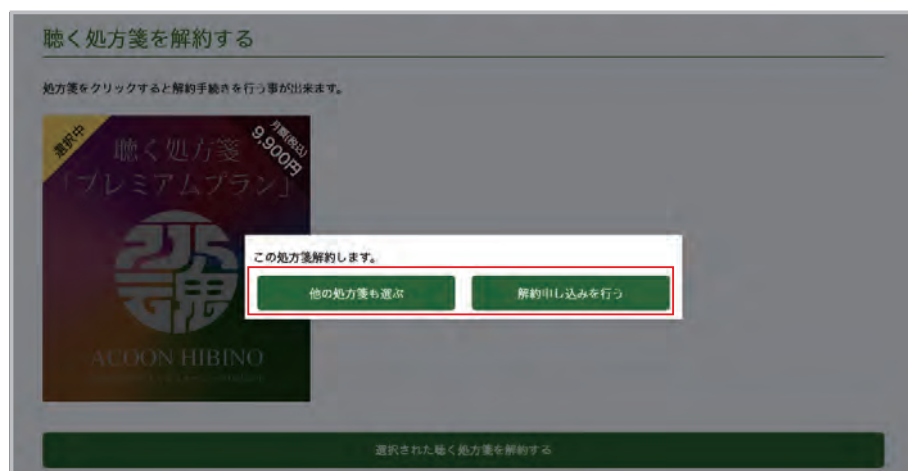 聴く処方箋を解約する
処方箋をクリックすると解約手続きを行う事が出来ます。
選択中
月額(税込)
9,900円
聴く処方箋
「プレミアムプラン」
ACOON HIBINO
この処方箋解約します。
他の処方箋も選ぶ
解約申し込みを行う
選択された聴く処方箋を解約する